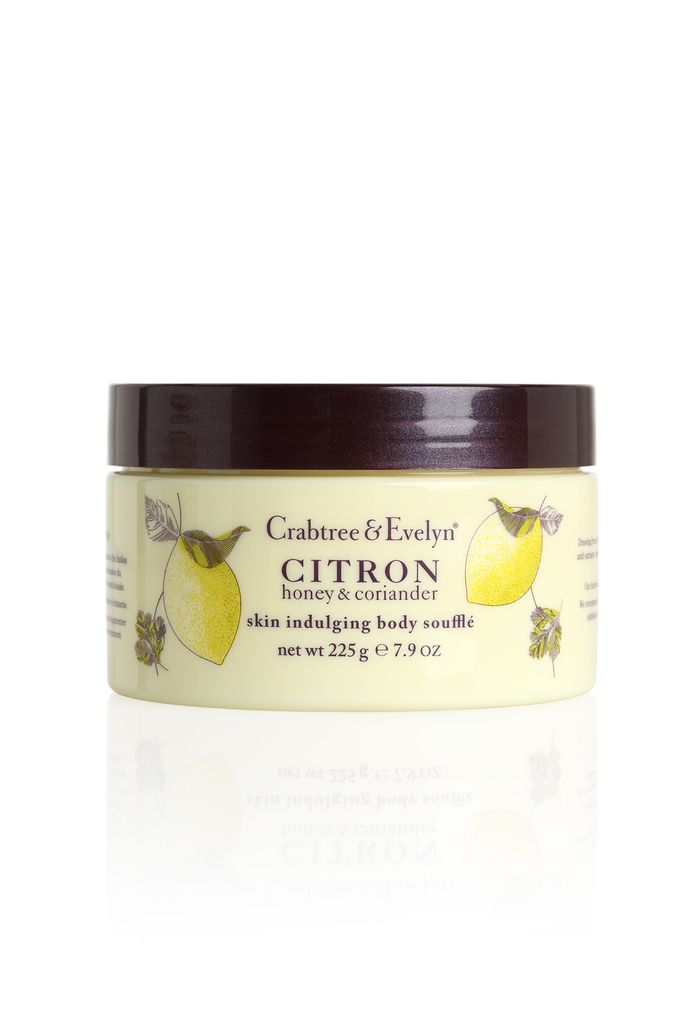 Crabtree & Evelyn®
CITRON
honey & coriander
skin indulging body soufflé
net wt 225 g ℮ 7.9 OZ